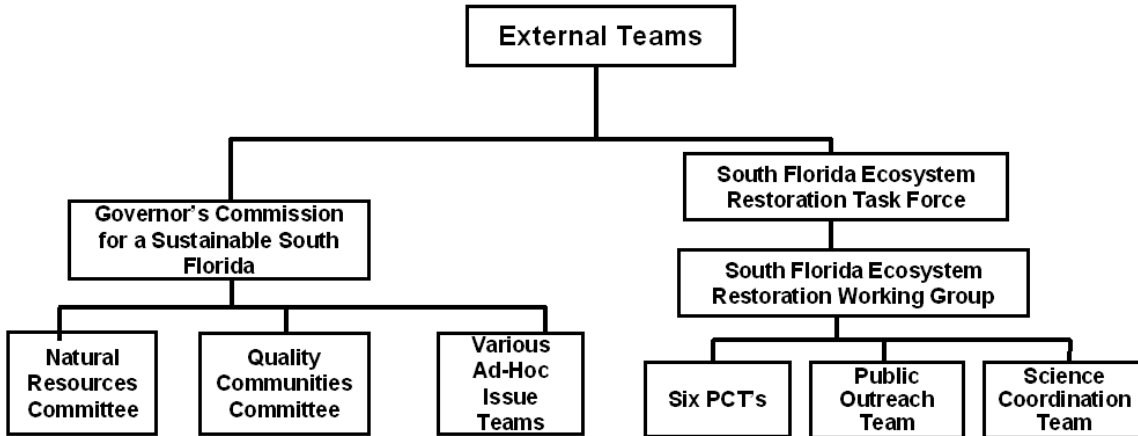 External Teams
South Florida Ecosystem
Restoration Task Force
Governor's Commission
for a Sustainable South
Florida
South Florida Ecosystem
Restoration Working Group
Natural
Resources
Committee
Quality
Communities
Committee
Various
Ad-Hoc
Issue
Teams
Six PCT's
Public
Outreach
Team
Science
Coordination
Team